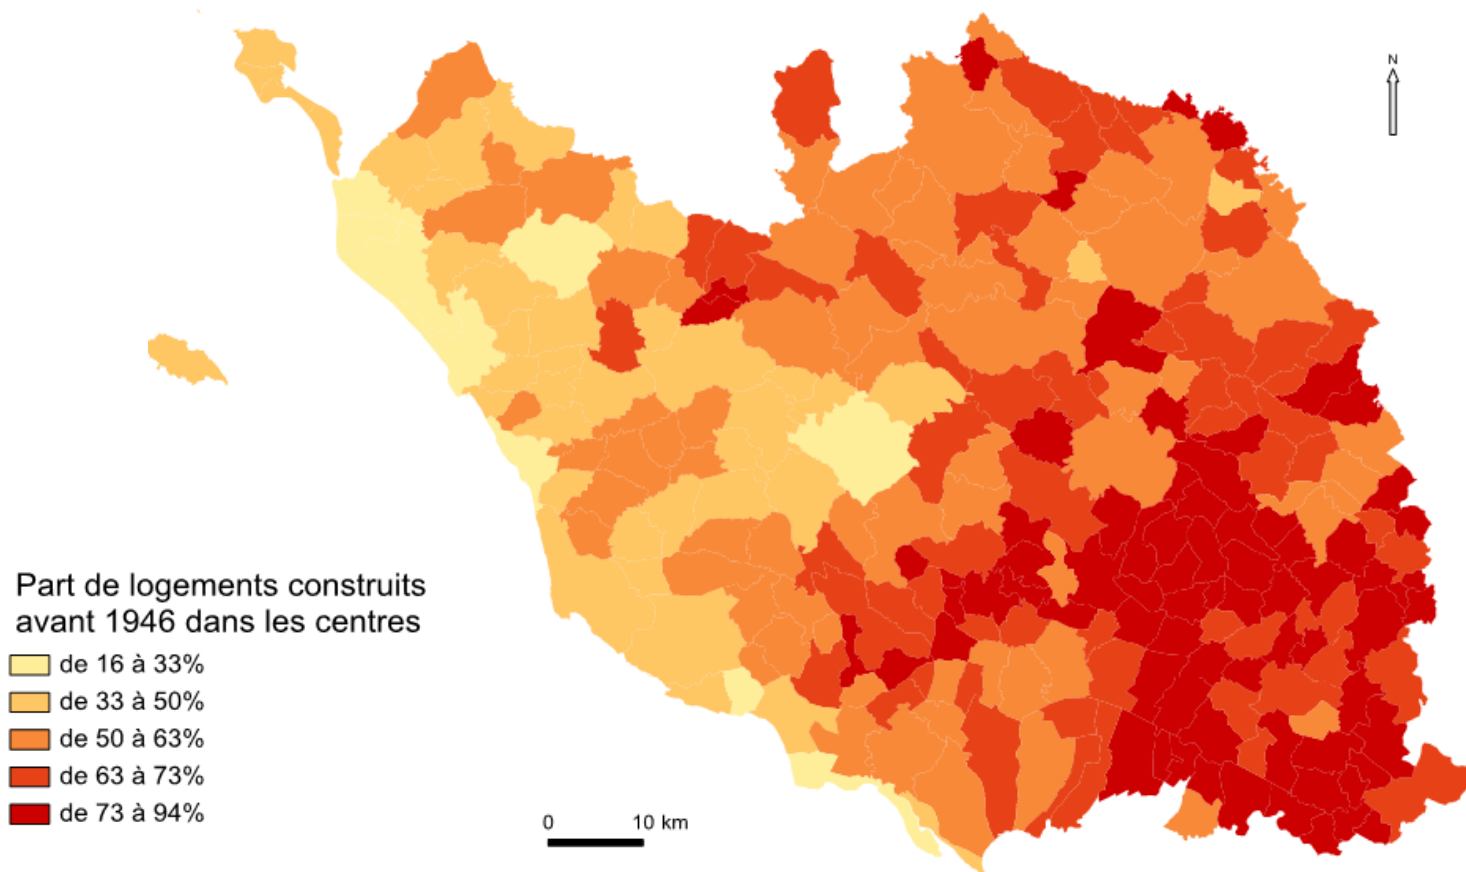 N
Part de logements construits
avant 1946 dans les centres
de 16 à 33%
de 33 à 50%
de 50 à 63%
de 63 à 73%
de 73 à 94%
0 10 km